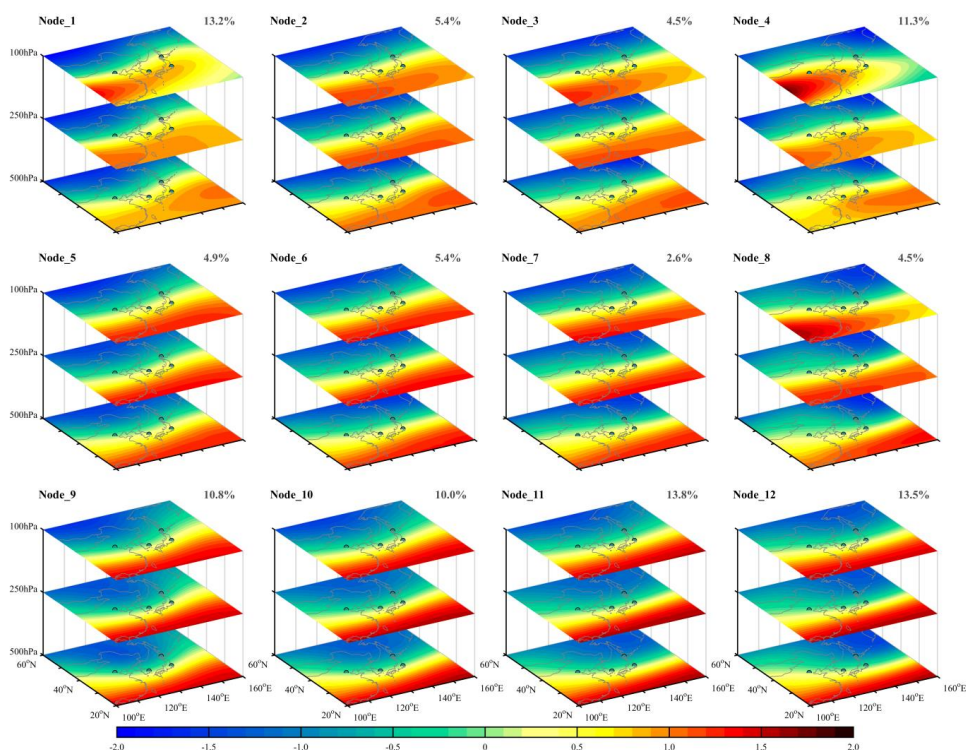 Node_1 13.2% Node_2 5.4% Node_3 4.5% Node_4 11.3%
100hPa
250hPa
500hPa
Node_5 4.9% Node_6 5.4% Node_7 2.6% Node_8 4.5%
100hPa
250hPa
500hPa
Node_9 10.8% Node_10 10.0% Node_11 13.8% Node_12 13.5%
100hPa
250hPa
500hPa
60°N 60°N 60°N 60°N
40°N 160°E 40°N 160°E 40°N 160°E 40°N 160°E
140°E 140°E 140°E 140°E
120°E 120°E 120°E 120°E
20°N 100°E 20°N 100°E 20°N 100°E 20°N 100°E
-2.0 -1.5 -1.0 -0.5 0 0.5 1.0 1.5 2.0